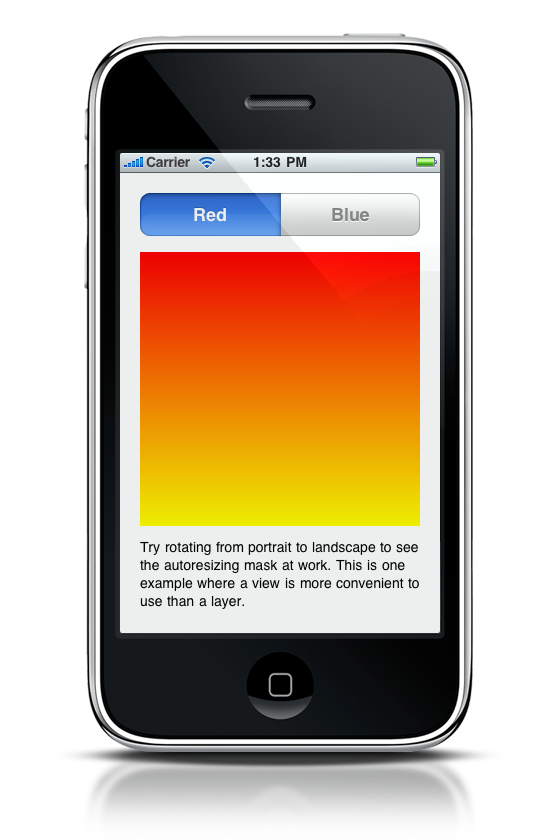 Carrier 1:33 PM
Red Blue
Try rotating from portrait to landscape to see
the autoresizing mask at work. This is one
example where a view is more convenient to
use than a layer.